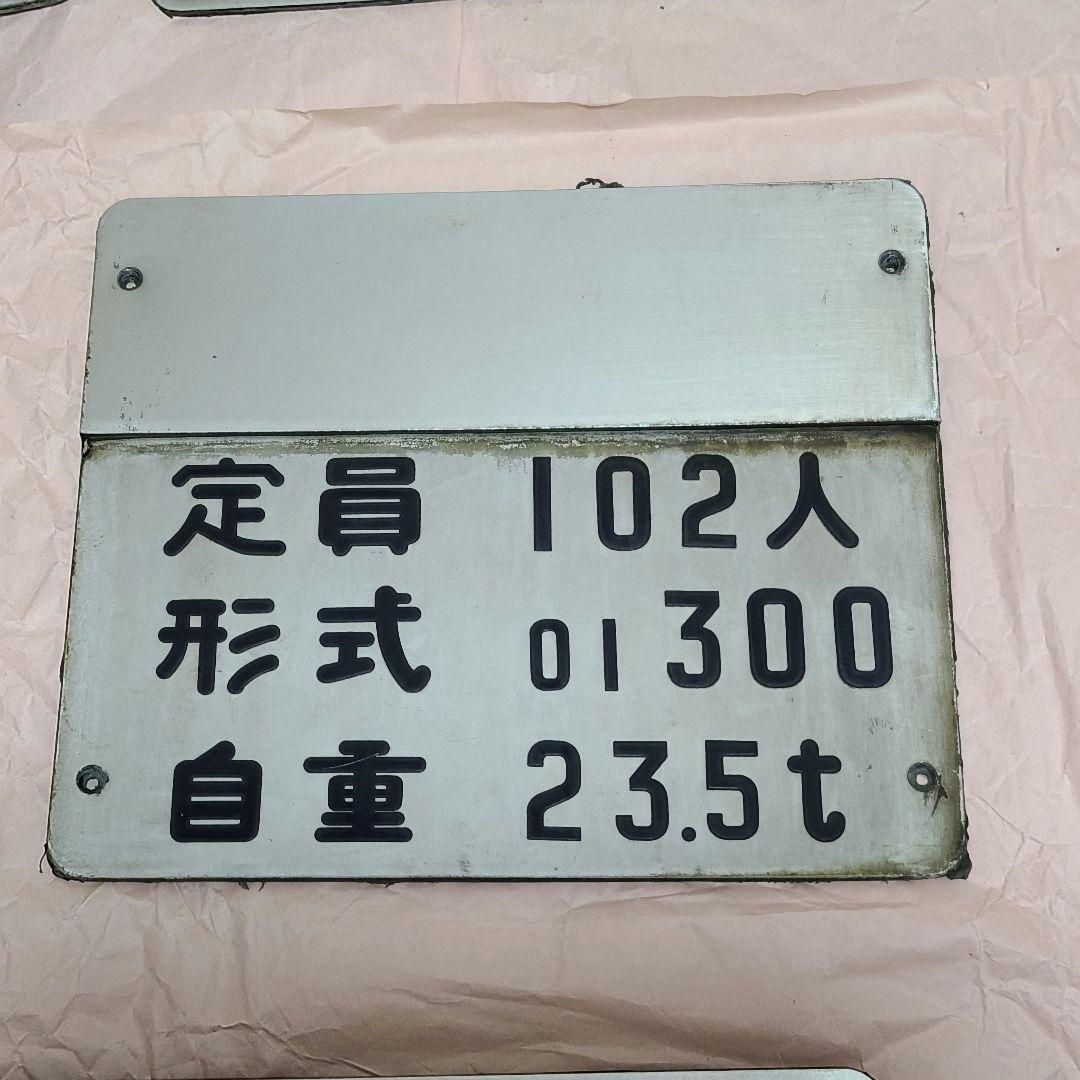 定員 102人
形式 01300
自重 23.5t